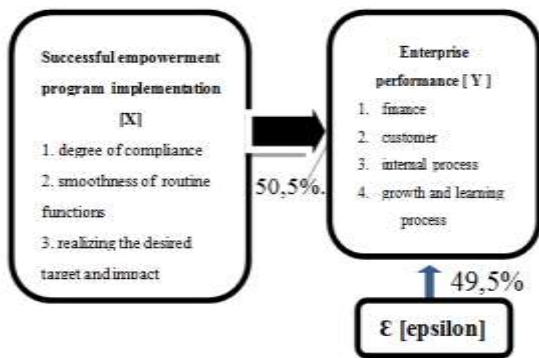 Successful empowerment
program implementation
[X]
1. degree of compliance
2. smoothness of routine
functions
3. realizing the desired
target and impact
50,5%.
Enterprise
performance [ Y ]
1. finance
2. customer
3. internal process
4. growth and learning
process
49,5%
Ɛ [epsilon]